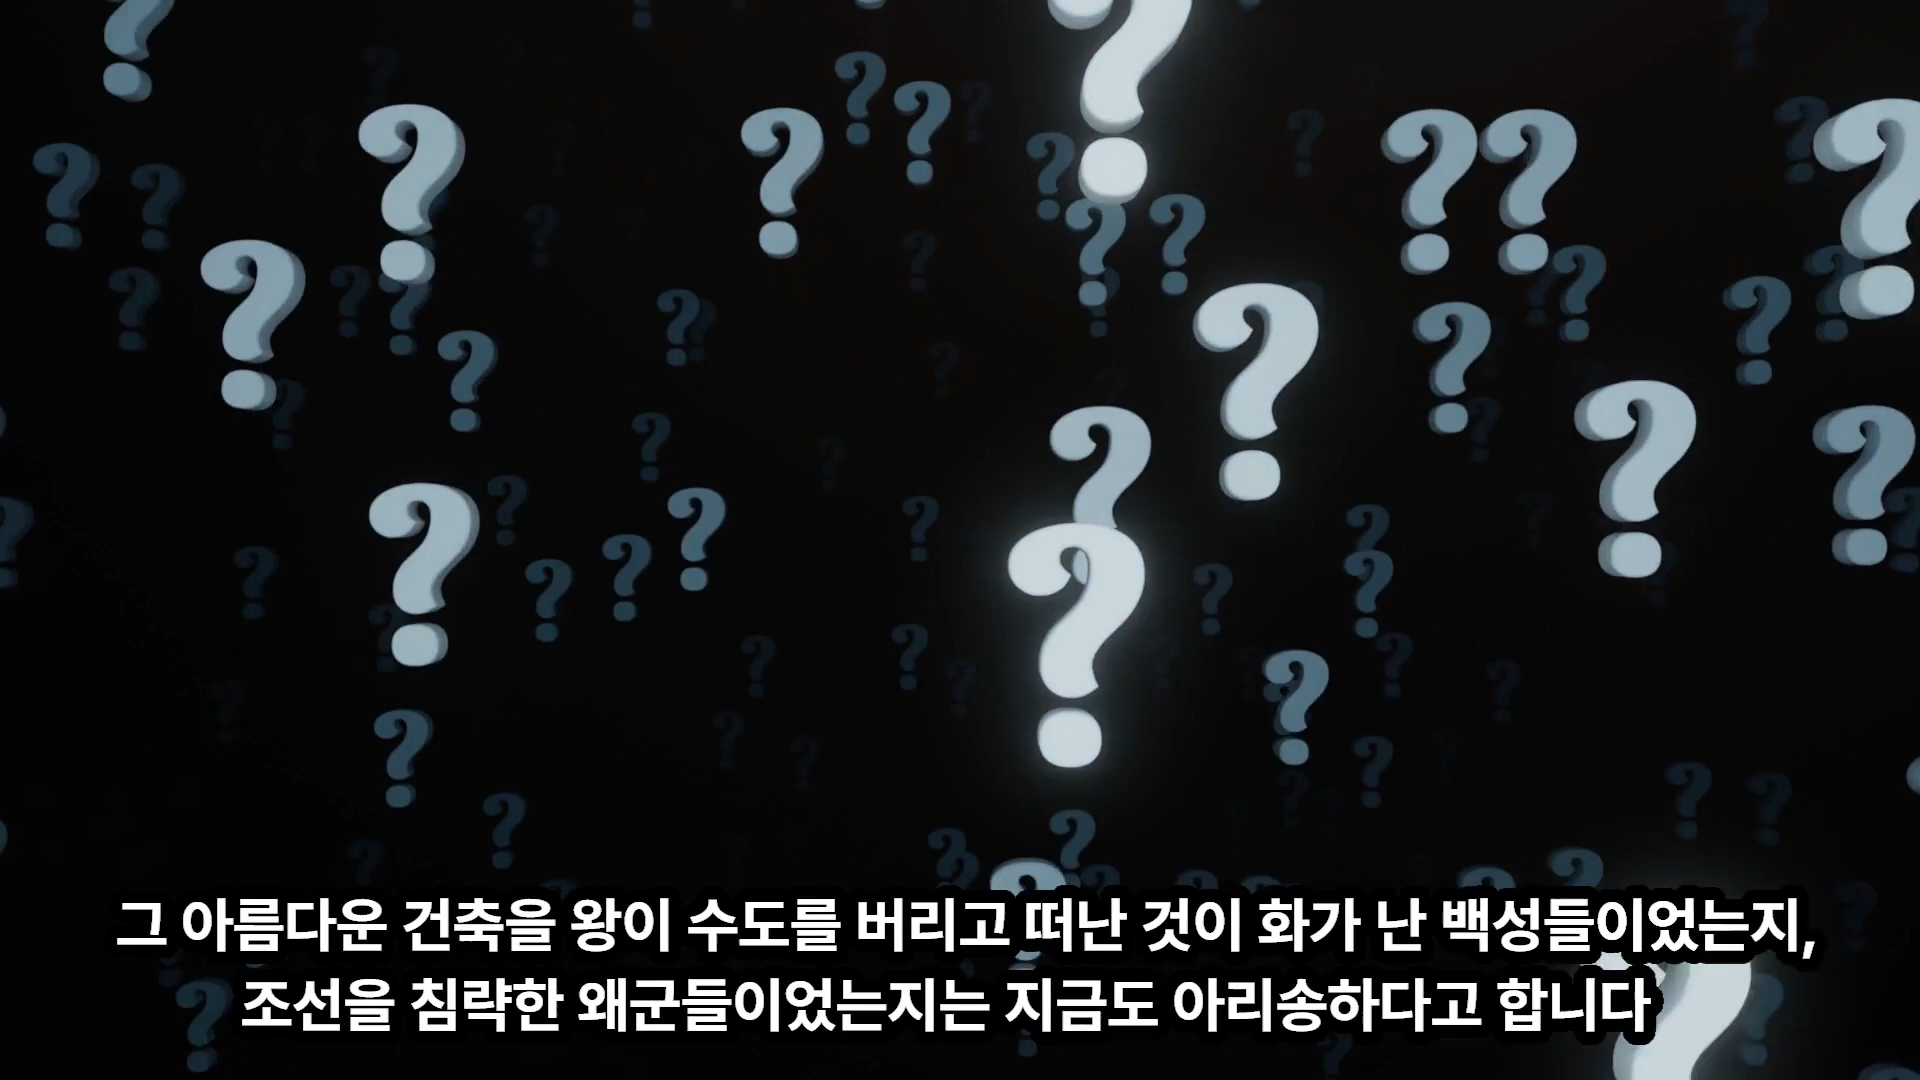 그 아름다운 건축을 왕이 수도를 버리고 떠난 것이 화가 난 백성들이었는지,
조선을 침략한 왜군들이었는지는 지금도 아리송하다고 합니다